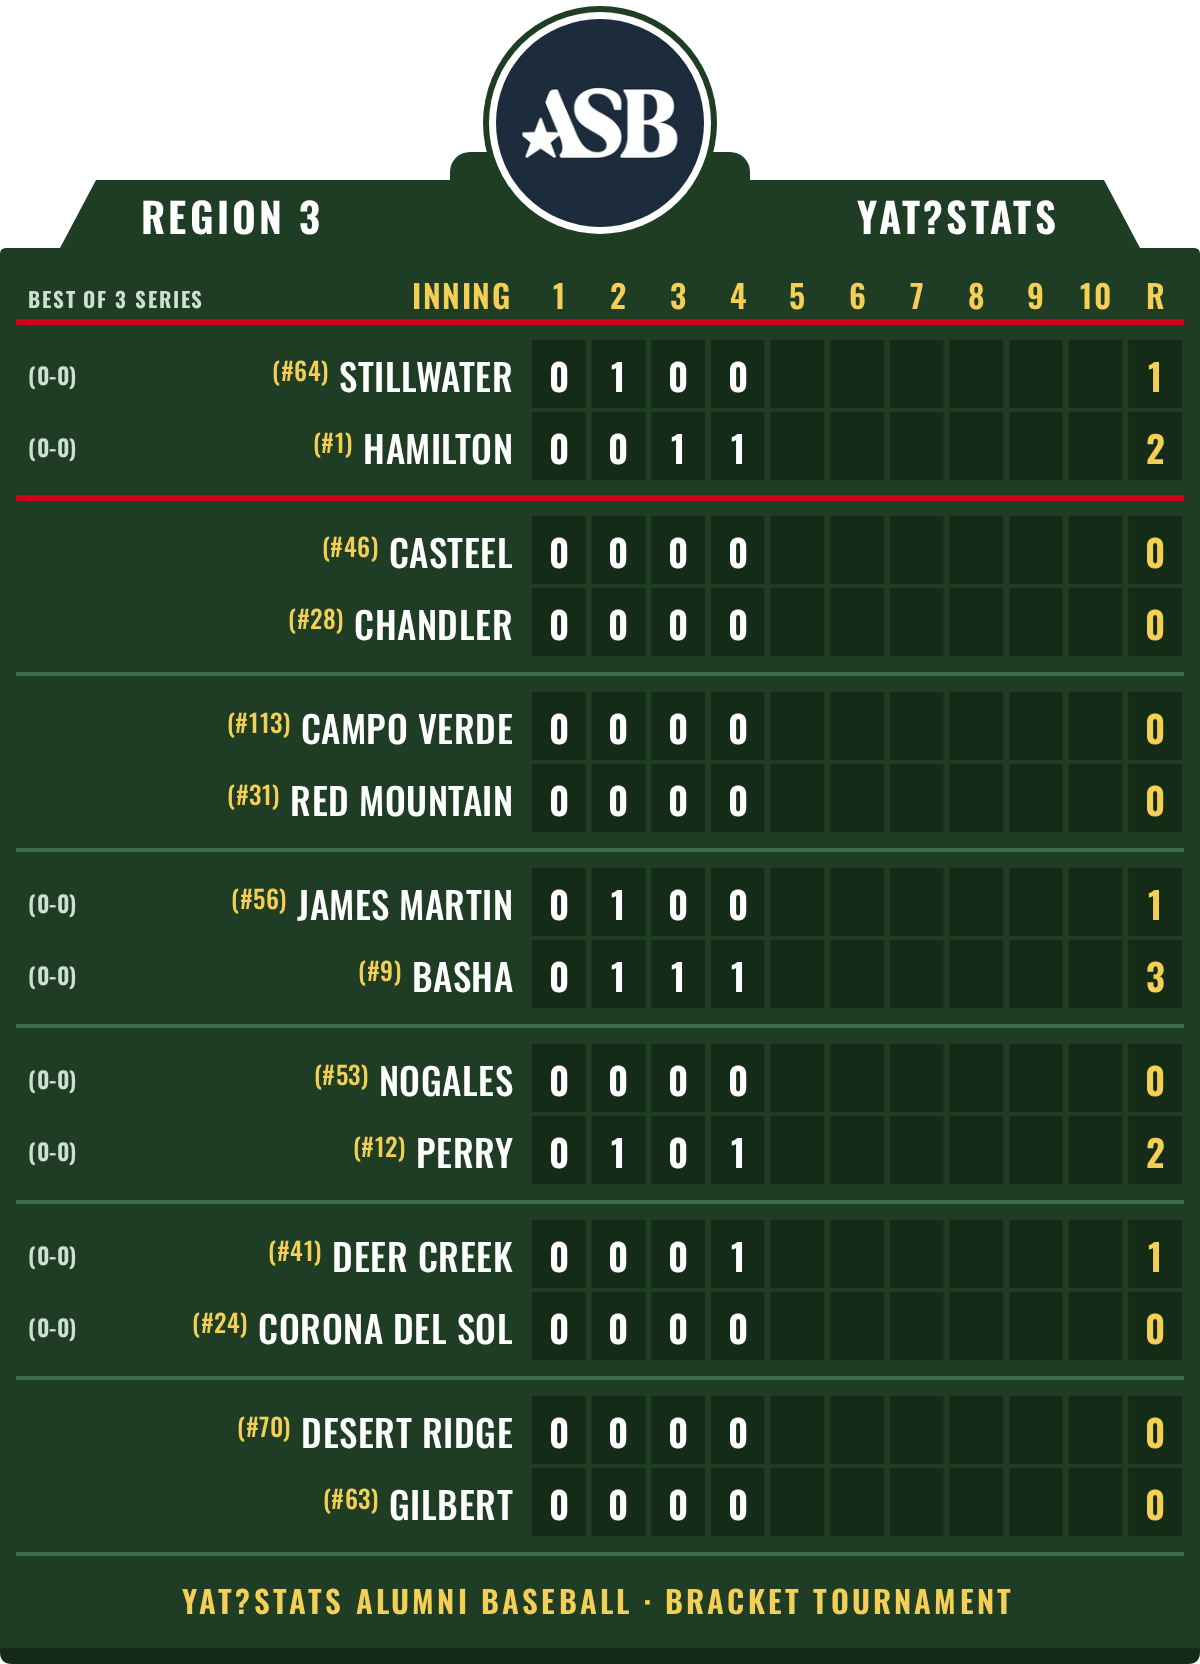 ASB
REGION 3 YAT?STATS
BEST OF 3 SERIES INNING 1 2 3 4 5 6 7 8 9 10 R
(0-0) (#64) STILLWATER 0 1 0 0 1
(0-0) (#1) HAMILTON 0 0 1 1 2
(#46) CASTEEL 0 0 0 0 0
(#28) CHANDLER 0 0 0 0 0
(#113) CAMPO VERDE 0 0 0 0 0
(#31) RED MOUNTAIN 0 0 0 0 0
(0-0) (#56) JAMES MARTIN 0 1 0 0 1
(0-0) (#9) BASHA 0 1 1 1 3
(0-0) (#53) NOGALES 0 0 0 0 0
(0-0) (#12) PERRY 0 1 0 1 2
(0-0) (#41) DEER CREEK 0 0 0 1 1
(0-0) (#24) CORONA DEL SOL 0 0 0 0 0
(#70) DESERT RIDGE 0 0 0 0 0
(#63) GILBERT 0 0 0 0 0
YAT?STATS ALUMNI BASEBALL · BRACKET TOURNAMENT